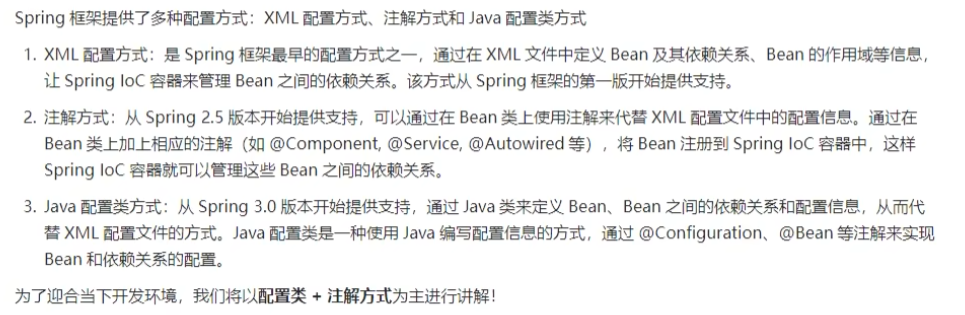 Spring 框架提供了多种配置方式：XML 配置方式、注解方式和 Java 配置类方式
1. XML 配置方式：是 Spring 框架最早的配置方式之一，通过在 XML 文件中定义 Bean 及其依赖关系、Bean 的作用域等信息，
让 Spring IoC 容器来管理 Bean 之间的依赖关系。该方式从 Spring 框架的第一版开始提供支持。
2. 注解方式：从 Spring 2.5 版本开始提供支持，可以通过在 Bean 类上使用注解来代替 XML 配置文件中的配置信息。通过在
Bean 类上加上相应的注解（如 @Component, @Service, @Autowired 等），将 Bean 注册到 Spring IoC 容器中，这样
Spring IoC 容器就可以管理这些 Bean 之间的依赖关系。
3. Java 配置类方式：从 Spring 3.0 版本开始提供支持，通过 Java 类来定义 Bean、Bean 之间的依赖关系和配置信息，从而代
替 XML 配置文件的方式。Java 配置类是一种使用 Java 编写配置信息的方式，通过 @Configuration、@Bean 等注解来实现
Bean 和依赖关系的配置。
为了迎合当下开发环境，我们将以配置类 + 注解方式为主进行讲解！